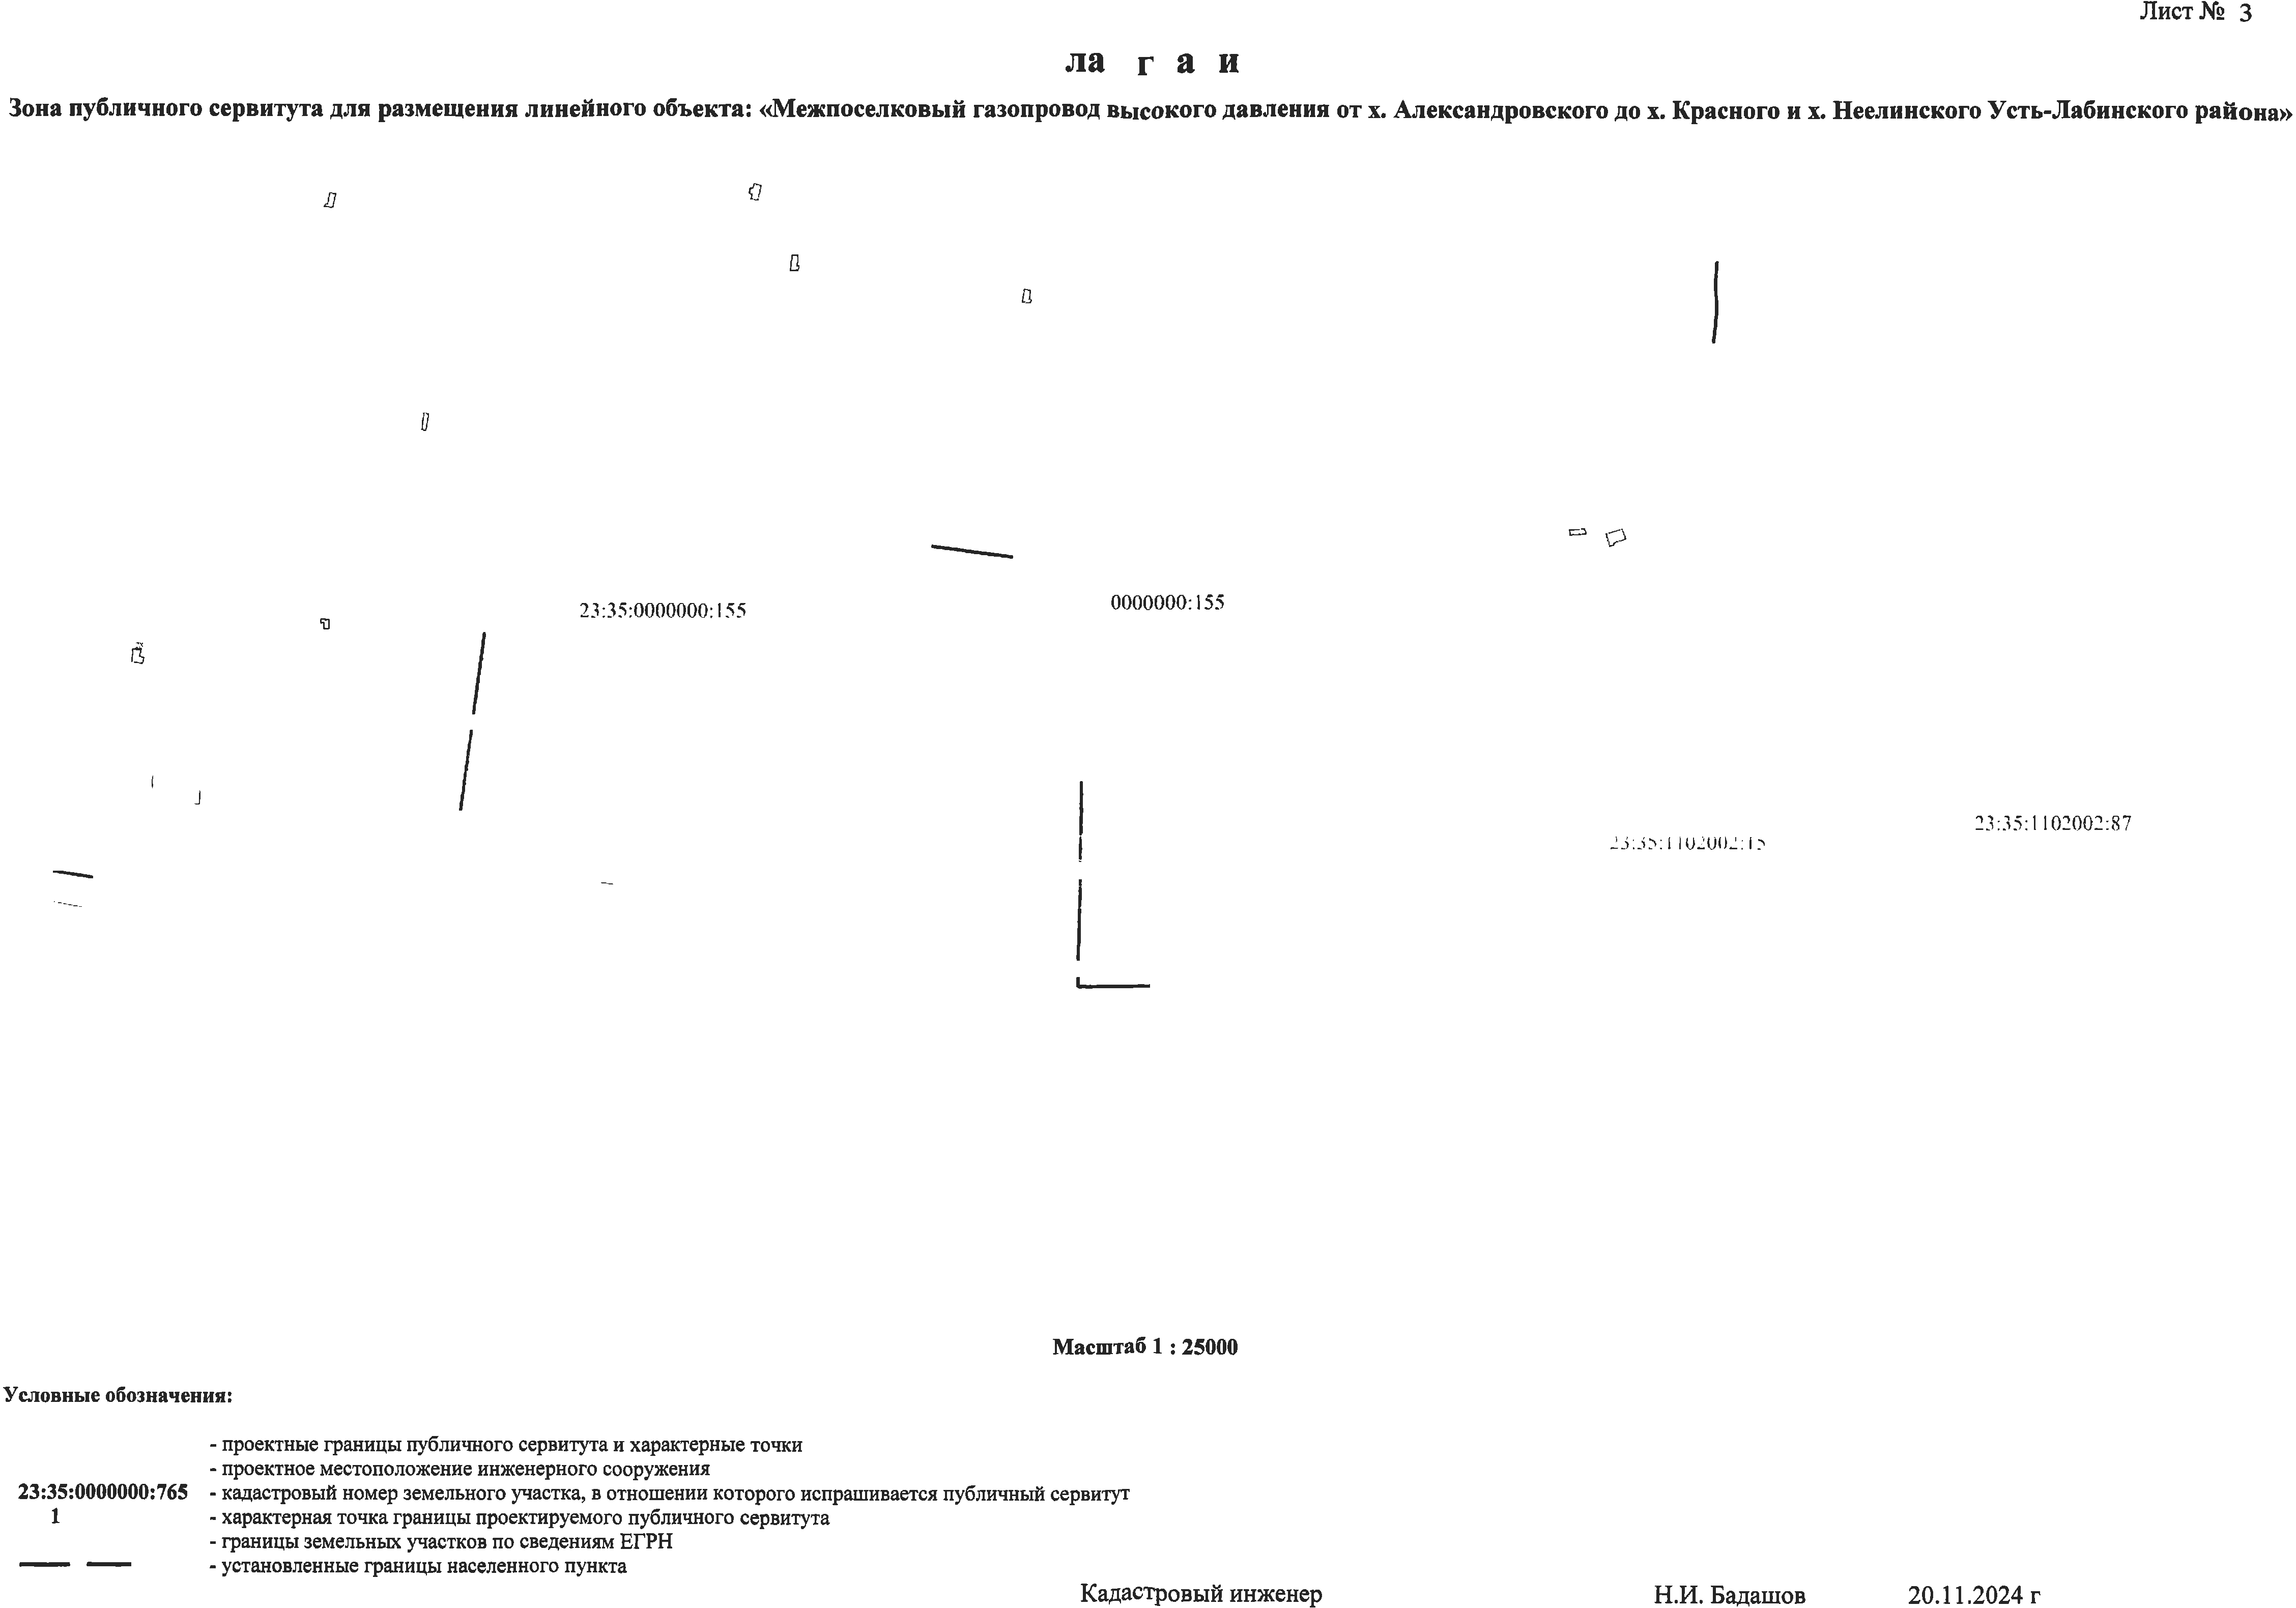 Лист № 3
ла г а и
Зона публичного сервитута для размещения линейного объекта: «Межпоселковый газопровод высокого давления от х. Александровского до х. Красного и х. Неелинского Усть-Лабинского района»
23:35:0000000:155
0000000:155
23:35:1102002:87
23:35:1102002:15
Масштаб 1 : 25000
Условные обозначения:
- проектные границы публичного сервитута и характерные точки
- проектное местоположение инженерного сооружения
23:35:0000000:765 - кадастровый номер земельного участка, в отношении которого испрашивается публичный сервитут
1 - характерная точка границы проектируемого публичного сервитута
- границы земельных участков по сведениям ЕГРН
- установленные границы населенного пункта
Кадастровый инженер Н.И. Бадашов 20.11.2024 г